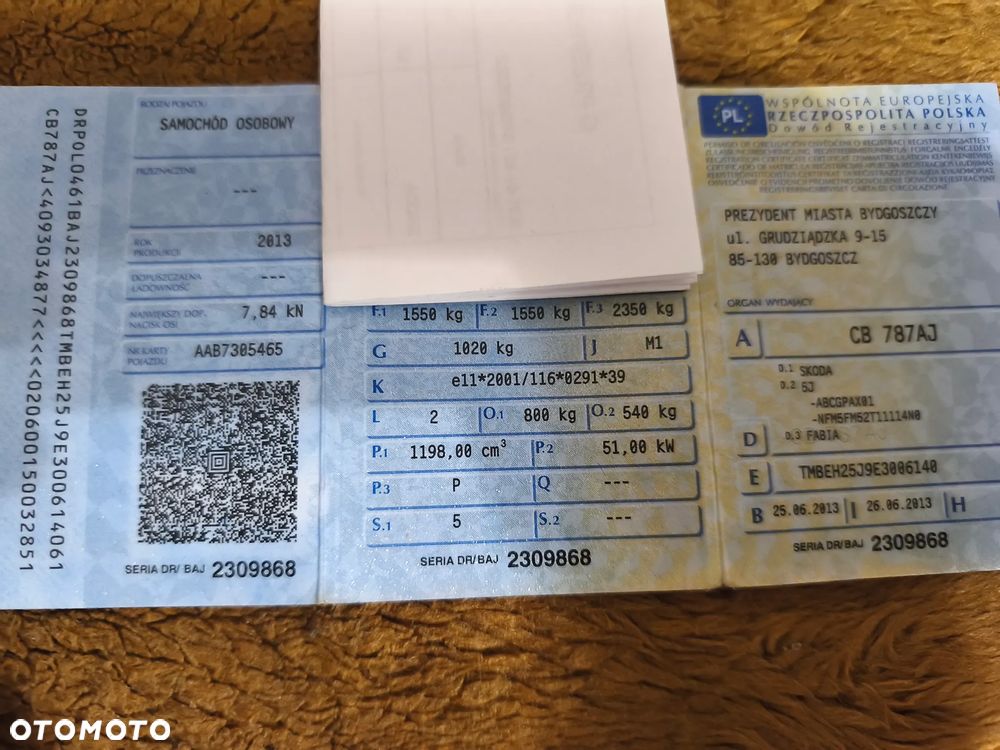 DRPOL0461BAJ2309868TMBEH25J9E300614061
CB787AJ<409303487<<<<<0206001500328​51
RODZAJ POJAZDU
SAMOCHÓD OSOBOWY
PRZEZNACZENIE
---
ROK PRODUKCJI
2013
DOPUSZCZALNA ŁADOWNOŚĆ
---
NAJWIĘKSZY DOP. NACISK OSI
7,84 kN
NR KARTY POJAZDU
AAB7305465
SERIA DR/ BAJ 2309868
F.1 1550 kg F.2 1550 kg F.3 2350 kg
G 1020 kg J M1
K e11*2001/116*0291*39
L 2 O.1 800 kg O.2 540 kg
P.1 1198,00 cm³ P.2 51,00 kW
P.3 P Q ---
S.1 5 S.2 ---
SERIA DR/BAJ 2309868
PL
WSPÓLNOTA EUROPEJSKA
RZECZPOSPOLITA POLSKA
Dowód Rejestracyjny
PREZYDENT MIASTA BYDGOSZCZY
ul. GRUDZIĄDZKA 9-15
85-130 BYDGOSZCZ
ORGAN WYDAJĄCY
A CB 787AJ
D.1 SKODA
D.2 5J
-ABCGPAX01
-NFM5FM52T11114N0
D D.3 FABIA
E TMBEH25J9E3006140
B 25.06.2013 I 26.06.2013 H
SERIA DR/BAJ 2309868
OTOMOTO